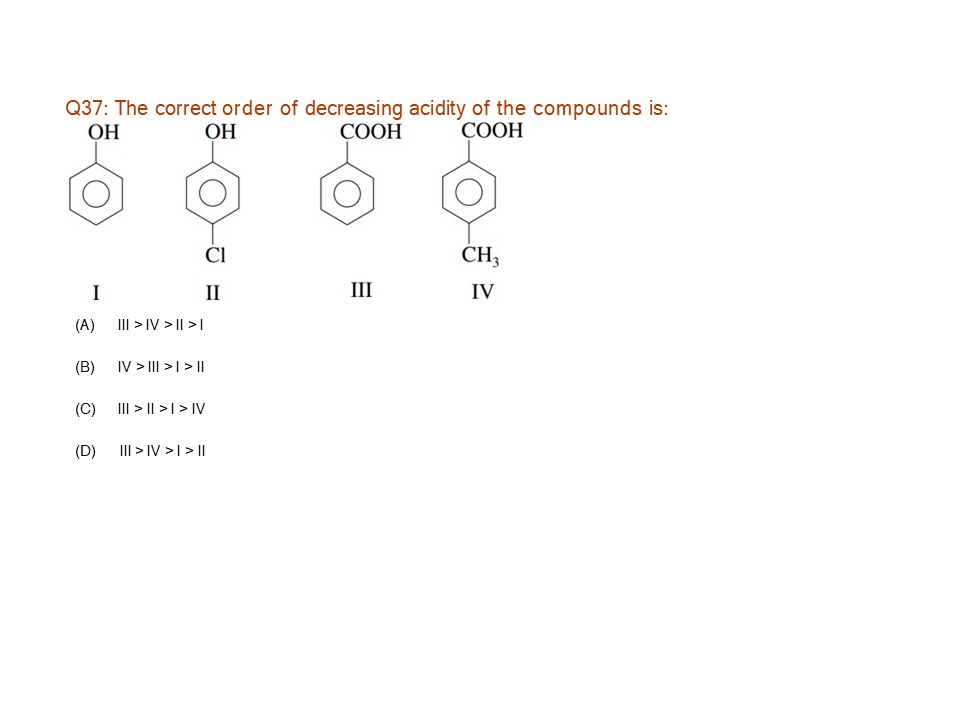 Q37: The correct order of decreasing acidity of the compounds is:
OH OH COOH COOH
Cl CH₃
I II III IV
(A) III > IV > II > I
(B) IV > III > I > II
(C) III > II > I > IV
(D) III > IV > I > II